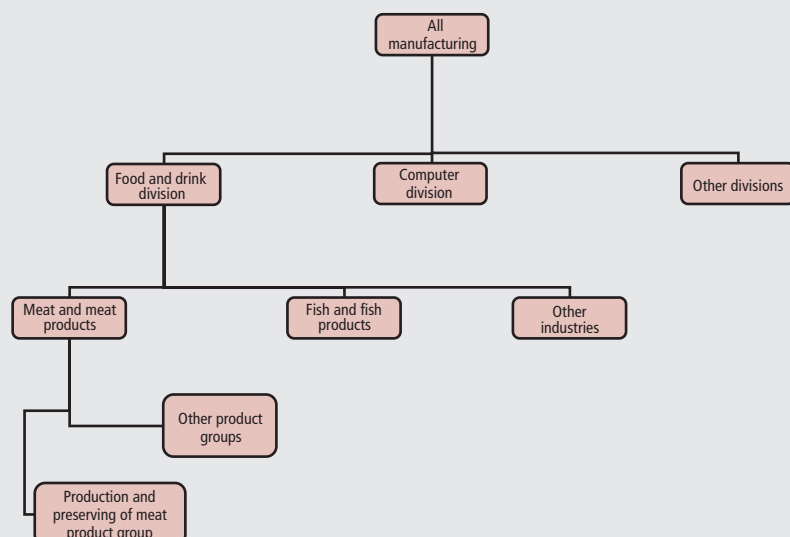 All
manufacturing
Food and drink
division
Computer
division
Other divisions
Meat and meat
products
Fish and fish
products
Other
industries
Other product
groups
Production and
preserving of meat
product group